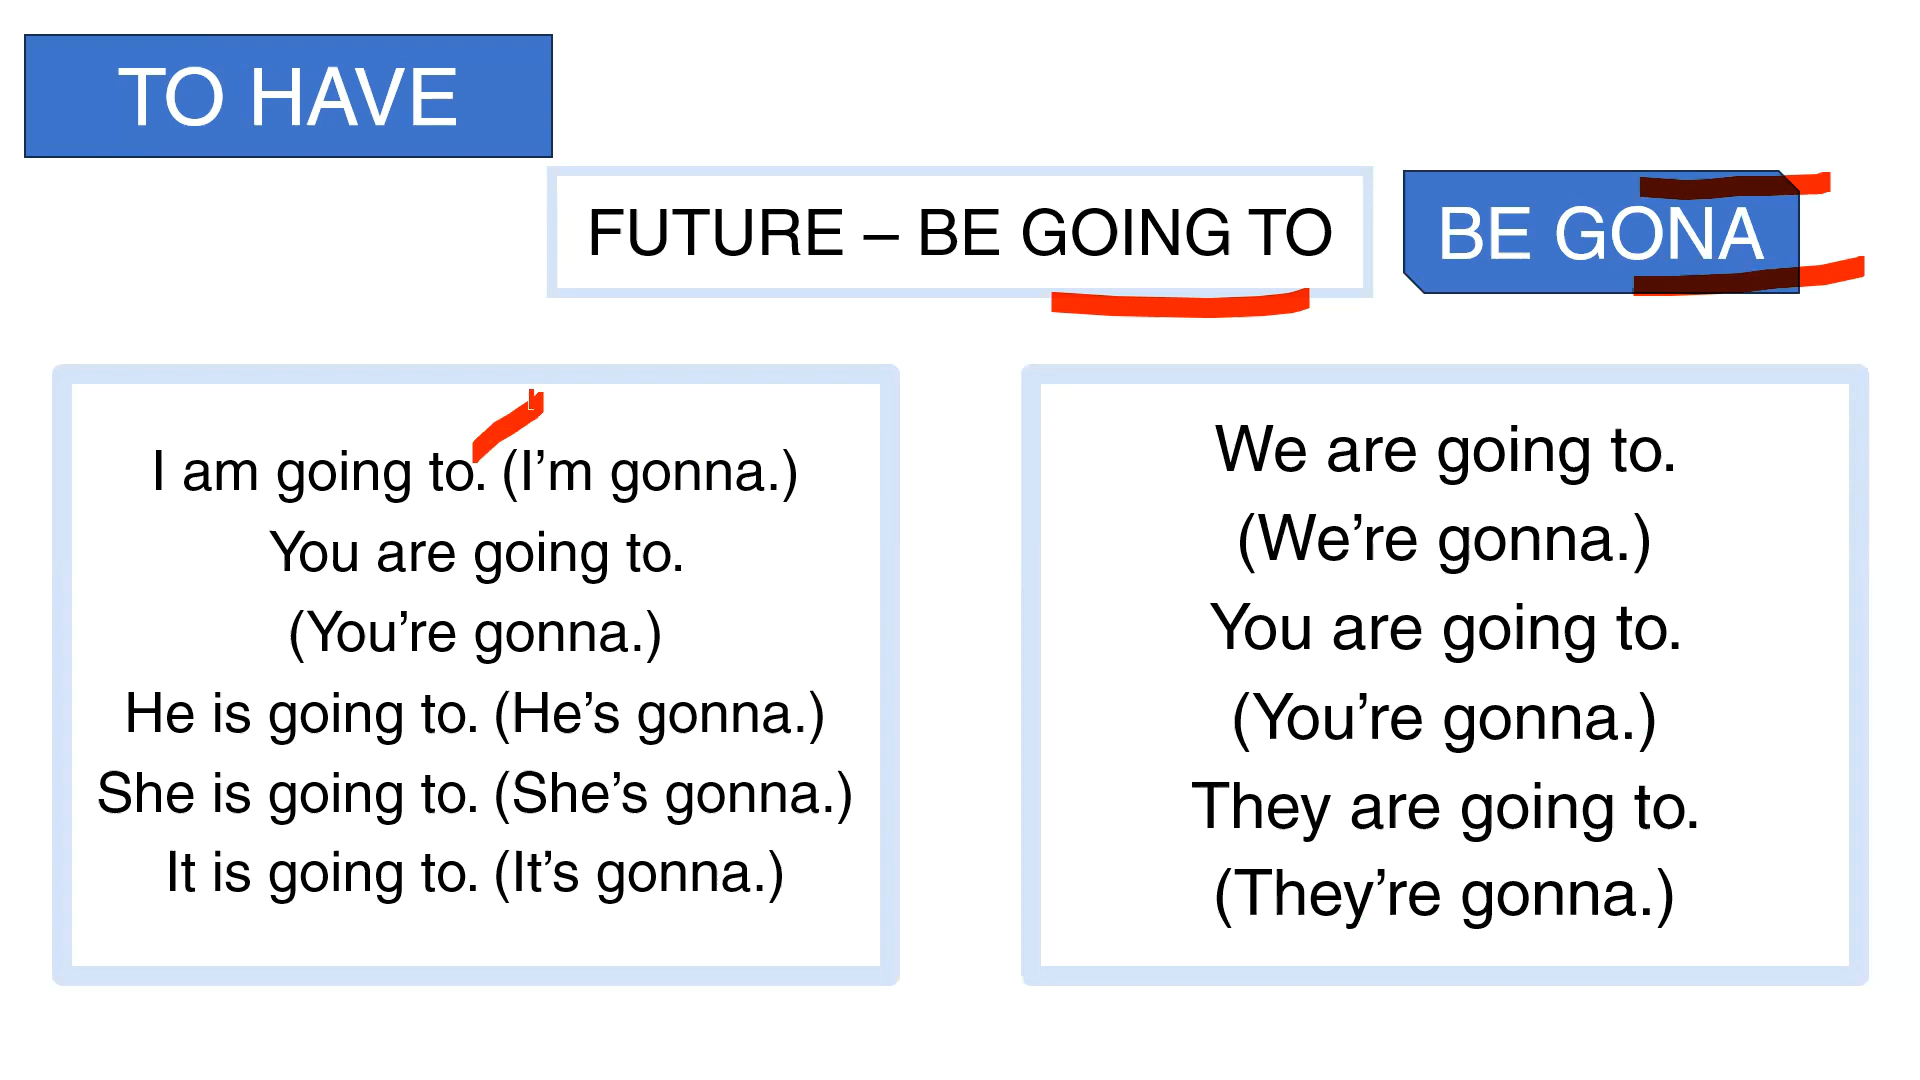 TO HAVE
FUTURE – BE GOING TO
BE GONA
I am going to. (I’m gonna.)
You are going to.
(You’re gonna.)
He is going to. (He’s gonna.)
She is going to. (She’s gonna.)
It is going to. (It’s gonna.)
We are going to.
(We’re gonna.)
You are going to.
(You’re gonna.)
They are going to.
(They’re gonna.)